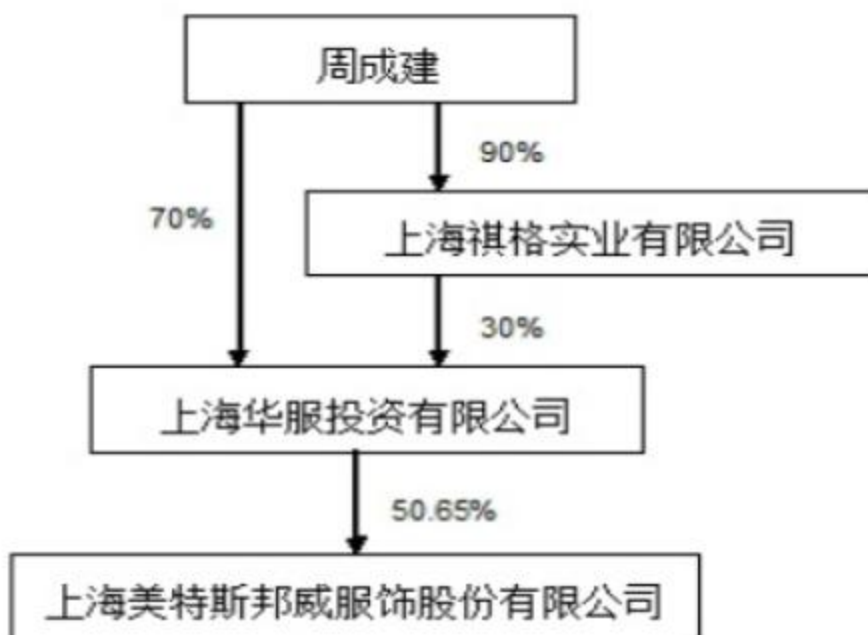 周成建
90%
70%
上海祺格实业有限公司
30%
上海华服投资有限公司
50.65%
上海美特斯邦威服饰股份有限公司